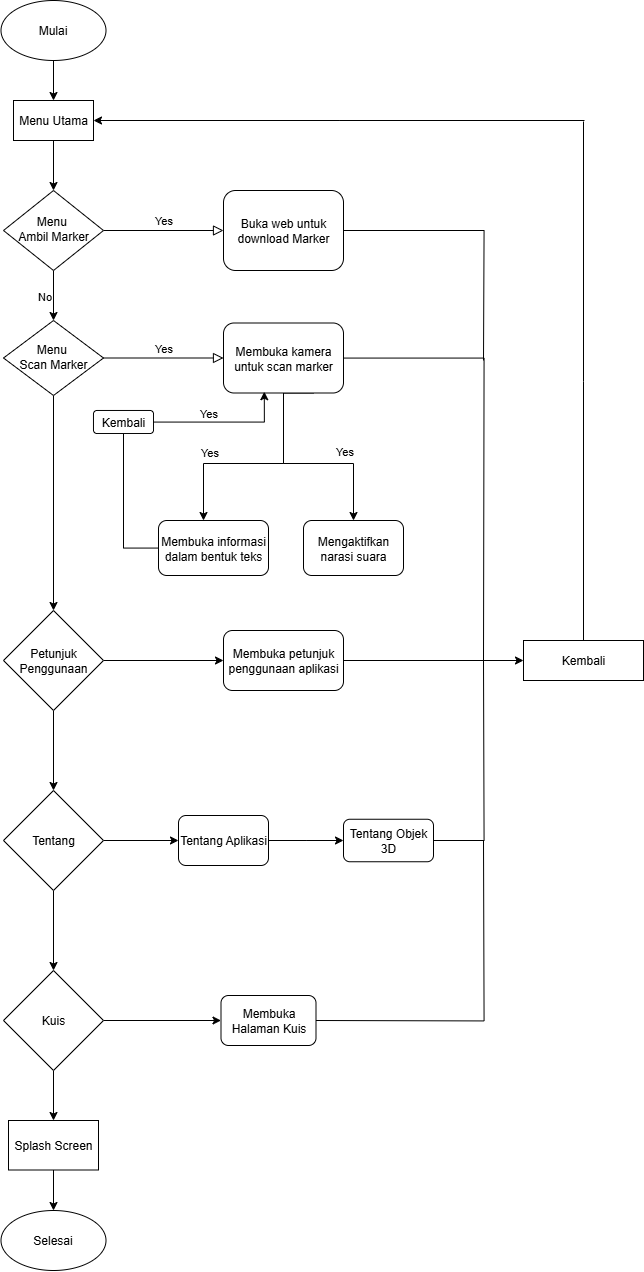 Mulai
Menu Utama
Menu
Ambil Marker
Yes
Buka web untuk
download Marker
No
Menu
Scan Marker
Yes
Membuka kamera
untuk scan marker
Kembali
Yes
Yes
Yes
Membuka informasi
dalam bentuk teks
Mengaktifkan
narasi suara
Petunjuk
Penggunaan
Membuka petunjuk
penggunaan aplikasi
Kembali
Tentang
Tentang Aplikasi
Tentang Objek
3D
Kuis
Membuka
Halaman Kuis
Splash Screen
Selesai